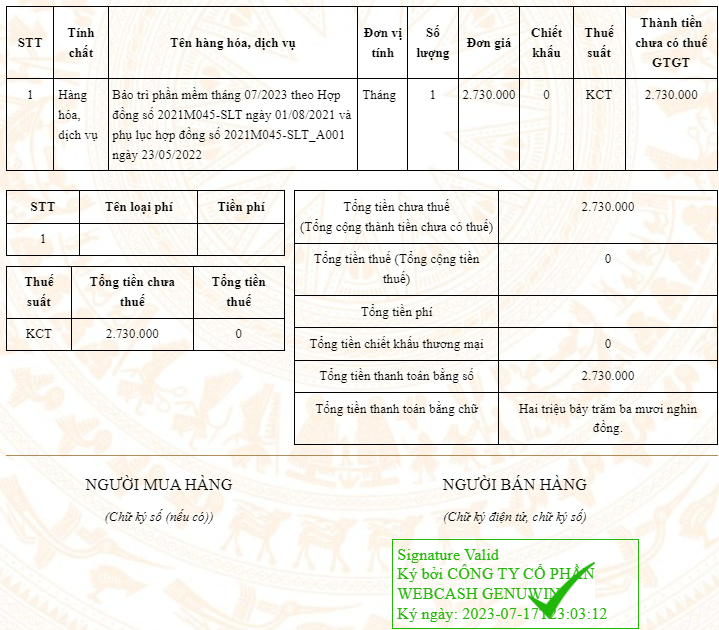 STT Tính chất Tên hàng hóa, dịch vụ Đơn vị tính Số lượng Đơn giá Chiết khấu Thuế suất Thành tiền chưa có thuế GTGT
1 Hàng hóa, dịch vụ Bảo trì phần mềm tháng 07/2023 theo Hợp đồng số 2021M045-SLT ngày 01/08/2021 và phụ lục hợp đồng số 2021M045-SLT_A001 ngày 23/05/2022 Tháng 1 2.730.000 0 KCT 2.730.000
STT Tên loại phí Tiền phí
1
Thuế suất Tổng tiền chưa thuế Tổng tiền thuế
KCT 2.730.000 0
Tổng tiền chưa thuế
(Tổng cộng thành tiền chưa có thuế) 2.730.000
Tổng tiền thuế (Tổng cộng tiền thuế) 0
Tổng tiền phí
Tổng tiền chiết khấu thương mại 0
Tổng tiền thanh toán bằng số 2.730.000
Tổng tiền thanh toán bằng chữ Hai triệu bảy trăm ba mươi nghìn đồng.
NGƯỜI MUA HÀNG
(Chữ ký số (nếu có))
NGƯỜI BÁN HÀNG
(Chữ ký điện tử, chữ ký số)
Signature Valid
Ký bởi CÔNG TY CỔ PHẦN
WEBCASH GENUWIN
Ký ngày: 2023-07-17T23:03:12